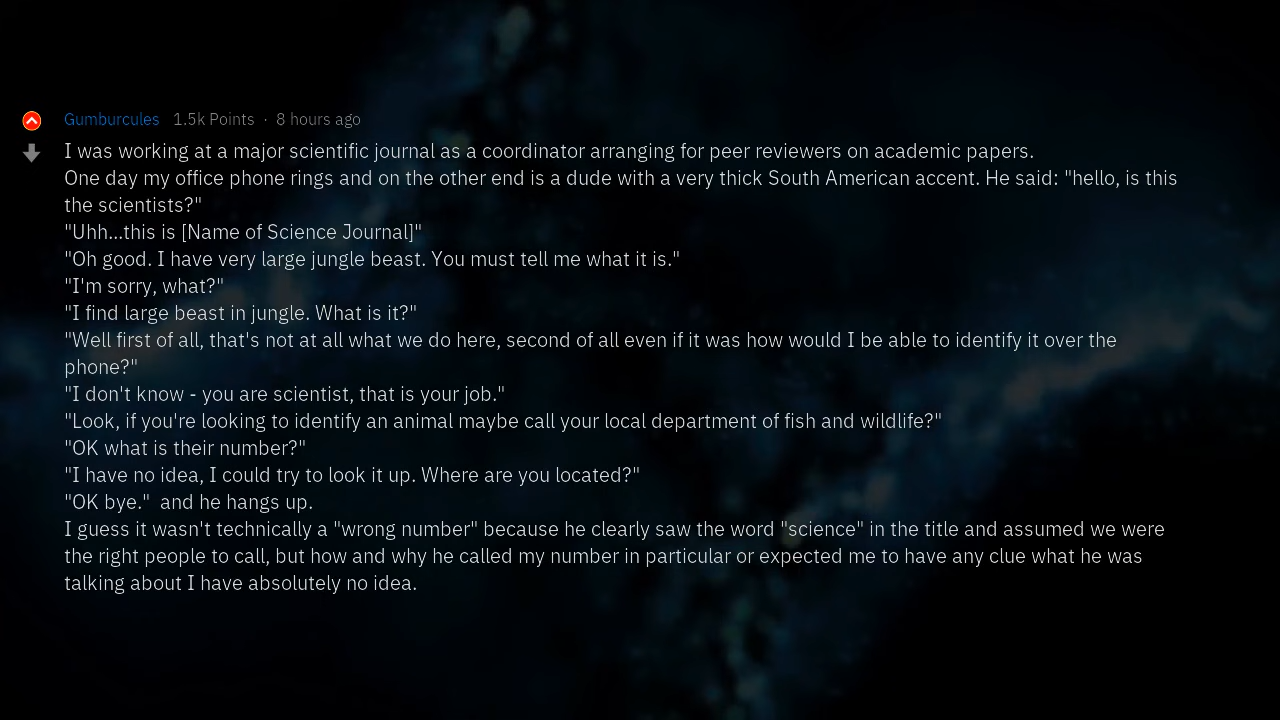 Gumburcules 1.5k Points · 8 hours ago
I was working at a major scientific journal as a coordinator arranging for peer reviewers on academic papers.
One day my office phone rings and on the other end is a dude with a very thick South American accent. He said: "hello, is this
the scientists?"
"Uhh...this is [Name of Science Journal]"
"Oh good. I have very large jungle beast. You must tell me what it is."
"I'm sorry, what?"
"I find large beast in jungle. What is it?"
"Well first of all, that's not at all what we do here, second of all even if it was how would I be able to identify it over the
phone?"
"I don't know - you are scientist, that is your job."
"Look, if you're looking to identify an animal maybe call your local department of fish and wildlife?"
"OK what is their number?"
"I have no idea, I could try to look it up. Where are you located?"
"OK bye."  and he hangs up.
I guess it wasn't technically a "wrong number" because he clearly saw the word "science" in the title and assumed we were
the right people to call, but how and why he called my number in particular or expected me to have any clue what he was
talking about I have absolutely no idea.